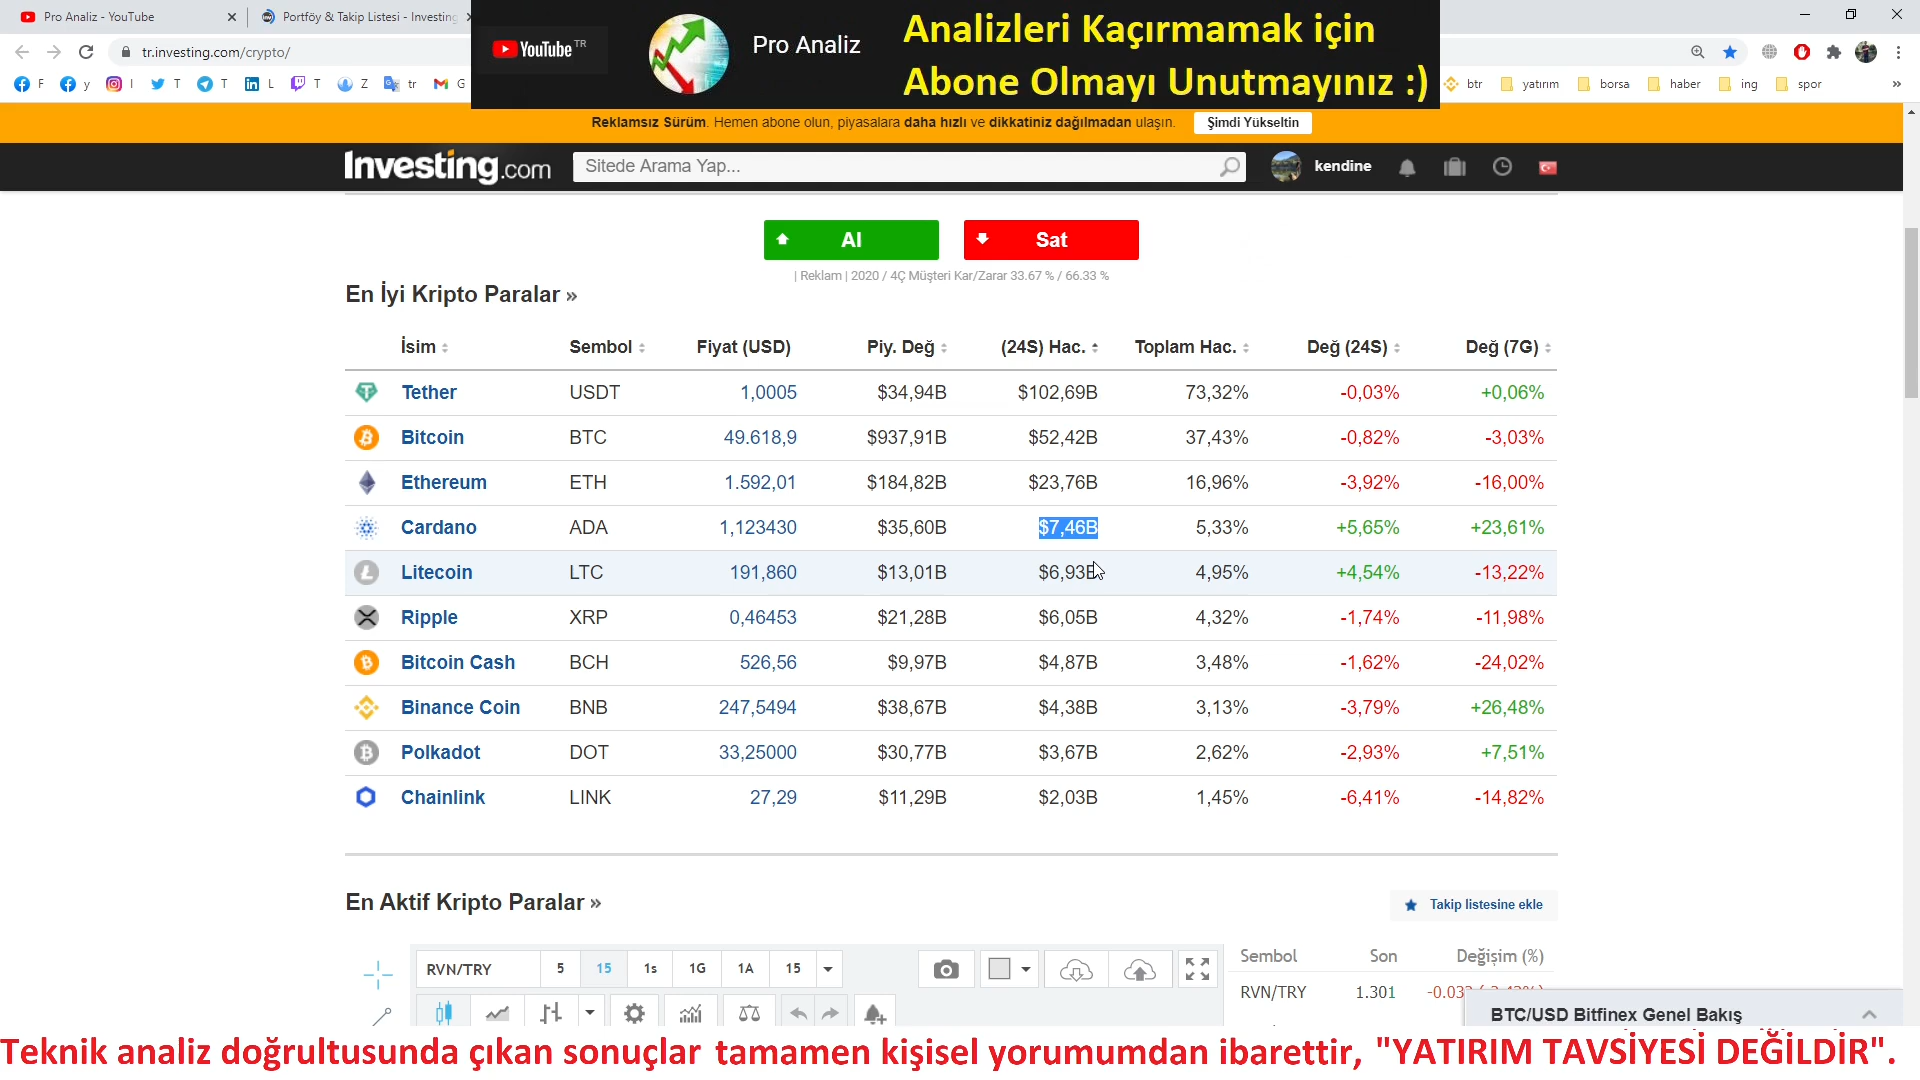 Pro Analiz - YouTube
Portföy & Takip Listesi - Investing
YouTube TR
Pro Analiz
Analizleri Kaçırmamak için
Abone Olmayı Unutmayınız :)
tr.investing.com/crypto/
F y I T T L T Z tr G
btr yatırım borsa haber ing spor »
Reklamsız Sürüm. Hemen abone olun, piyasalara daha hızlı ve dikkatiniz dağılmadan ulaşın. Şimdi Yükseltin
Investing.com Sitede Arama Yap... kendine
Al Sat
| Reklam | 2020 / 4Ç Müşteri Kar/Zarar 33.67 % / 66.33 %
En İyi Kripto Paralar »
İsim Sembol Fiyat (USD) Piy. Değ (24S) Hac. Toplam Hac. Değ (24S) Değ (7G)
Tether USDT 1,0005 $34,94B $102,69B 73,32% -0,03% +0,06%
Bitcoin BTC 49.618,9 $937,91B $52,42B 37,43% -0,82% -3,03%
Ethereum ETH 1.592,01 $184,82B $23,76B 16,96% -3,92% -16,00%
Cardano ADA 1,123430 $35,60B $7,46B 5,33% +5,65% +23,61%
Litecoin LTC 191,860 $13,01B $6,93B 4,95% +4,54% -13,22%
Ripple XRP 0,46453 $21,28B $6,05B 4,32% -1,74% -11,98%
Bitcoin Cash BCH 526,56 $9,97B $4,87B 3,48% -1,62% -24,02%
Binance Coin BNB 247,5494 $38,67B $4,38B 3,13% -3,79% +26,48%
Polkadot DOT 33,25000 $30,77B $3,67B 2,62% -2,93% +7,51%
Chainlink LINK 27,29 $11,29B $2,03B 1,45% -6,41% -14,82%
En Aktif Kripto Paralar »
Takip listesine ekle
RVN/TRY 5 15 1s 1G 1A 15
Sembol Son Değişim (%)
RVN/TRY 1.301
BTC/USD Bitfinex Genel Bakış
Teknik analiz doğrultusunda çıkan sonuçlar tamamen kişisel yorumumdan ibarettir, "YATIRIM TAVSİYESİ DEĞİLDİR".